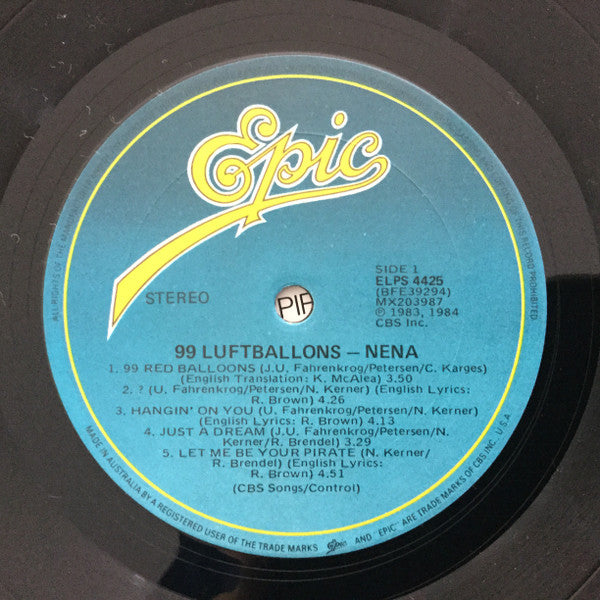 Epic
STEREO
SIDE 1
ELPS 4425
(BFE39294)
MX203987
℗ 1983, 1984
CBS Inc.
PIF
99 LUFTBALLONS – NENA
1. 99 RED BALLOONS (J.U. Fahrenkrog/Petersen/C. Karges)
(English Translation: K. McAlea) 3.50
2. ? (U. Fahrenkrog/Petersen/N. Kerner) (English Lyrics:
R. Brown) 4.26
3. HANGIN' ON YOU (U. Fahrenkrog/Petersen/N. Kerner)
(English Lyrics: R. Brown) 4.13
4. JUST A DREAM (J.U. Fahrenkrog/Petersen/N.
Kerner/R. Brendel) 3.29
5. LET ME BE YOUR PIRATE (N. Kerner/
R. Brendel) (English Lyrics:
R. Brown) 4.51
(CBS Songs/Control)
MADE IN AUSTRALIA BY A REGISTERED USER OF THE TRADE MARKS Epic AND EPIC ARE TRADE MARKS OF CBS INC. U.S.A.